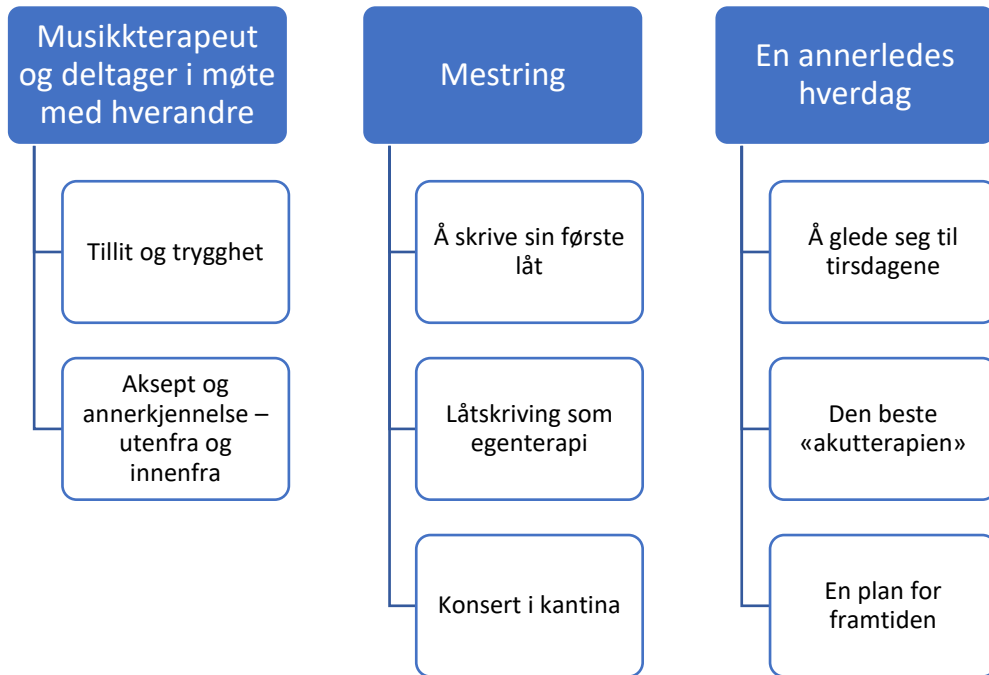 Musikkterapeut
og deltager i møte
med hverandre
Tillit og trygghet
Aksept og
annerkjennelse –
utenfra og
innenfra
Mestring
Å skrive sin første
låt
Låtskriving som
egenterapi
Konsert i kantina
En annerledes
hverdag
Å glede seg til
tirsdagene
Den beste
«akutterapien»
En plan for
framtiden